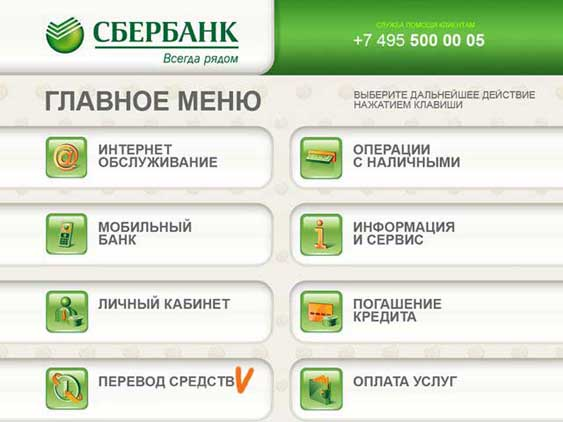 СБЕРБАНК
Всегда рядом
СЛУЖБА ПОМОЩИ КЛИЕНТАМ
+7 495 500 00 05
ГЛАВНОЕ МЕНЮ
ВЫБЕРИТЕ ДАЛЬНЕЙШЕЕ ДЕЙСТВИЕ
НАЖАТИЕМ КЛАВИШИ
ИНТЕРНЕТ
ОБСЛУЖИВАНИЕ
ОПЕРАЦИИ
С НАЛИЧНЫМИ
МОБИЛЬНЫЙ
БАНК
ИНФОРМАЦИЯ
И СЕРВИС
ЛИЧНЫЙ КАБИНЕТ
ПОГАШЕНИЕ
КРЕДИТА
ПЕРЕВОД СРЕДСТВ
ОПЛАТА УСЛУГ